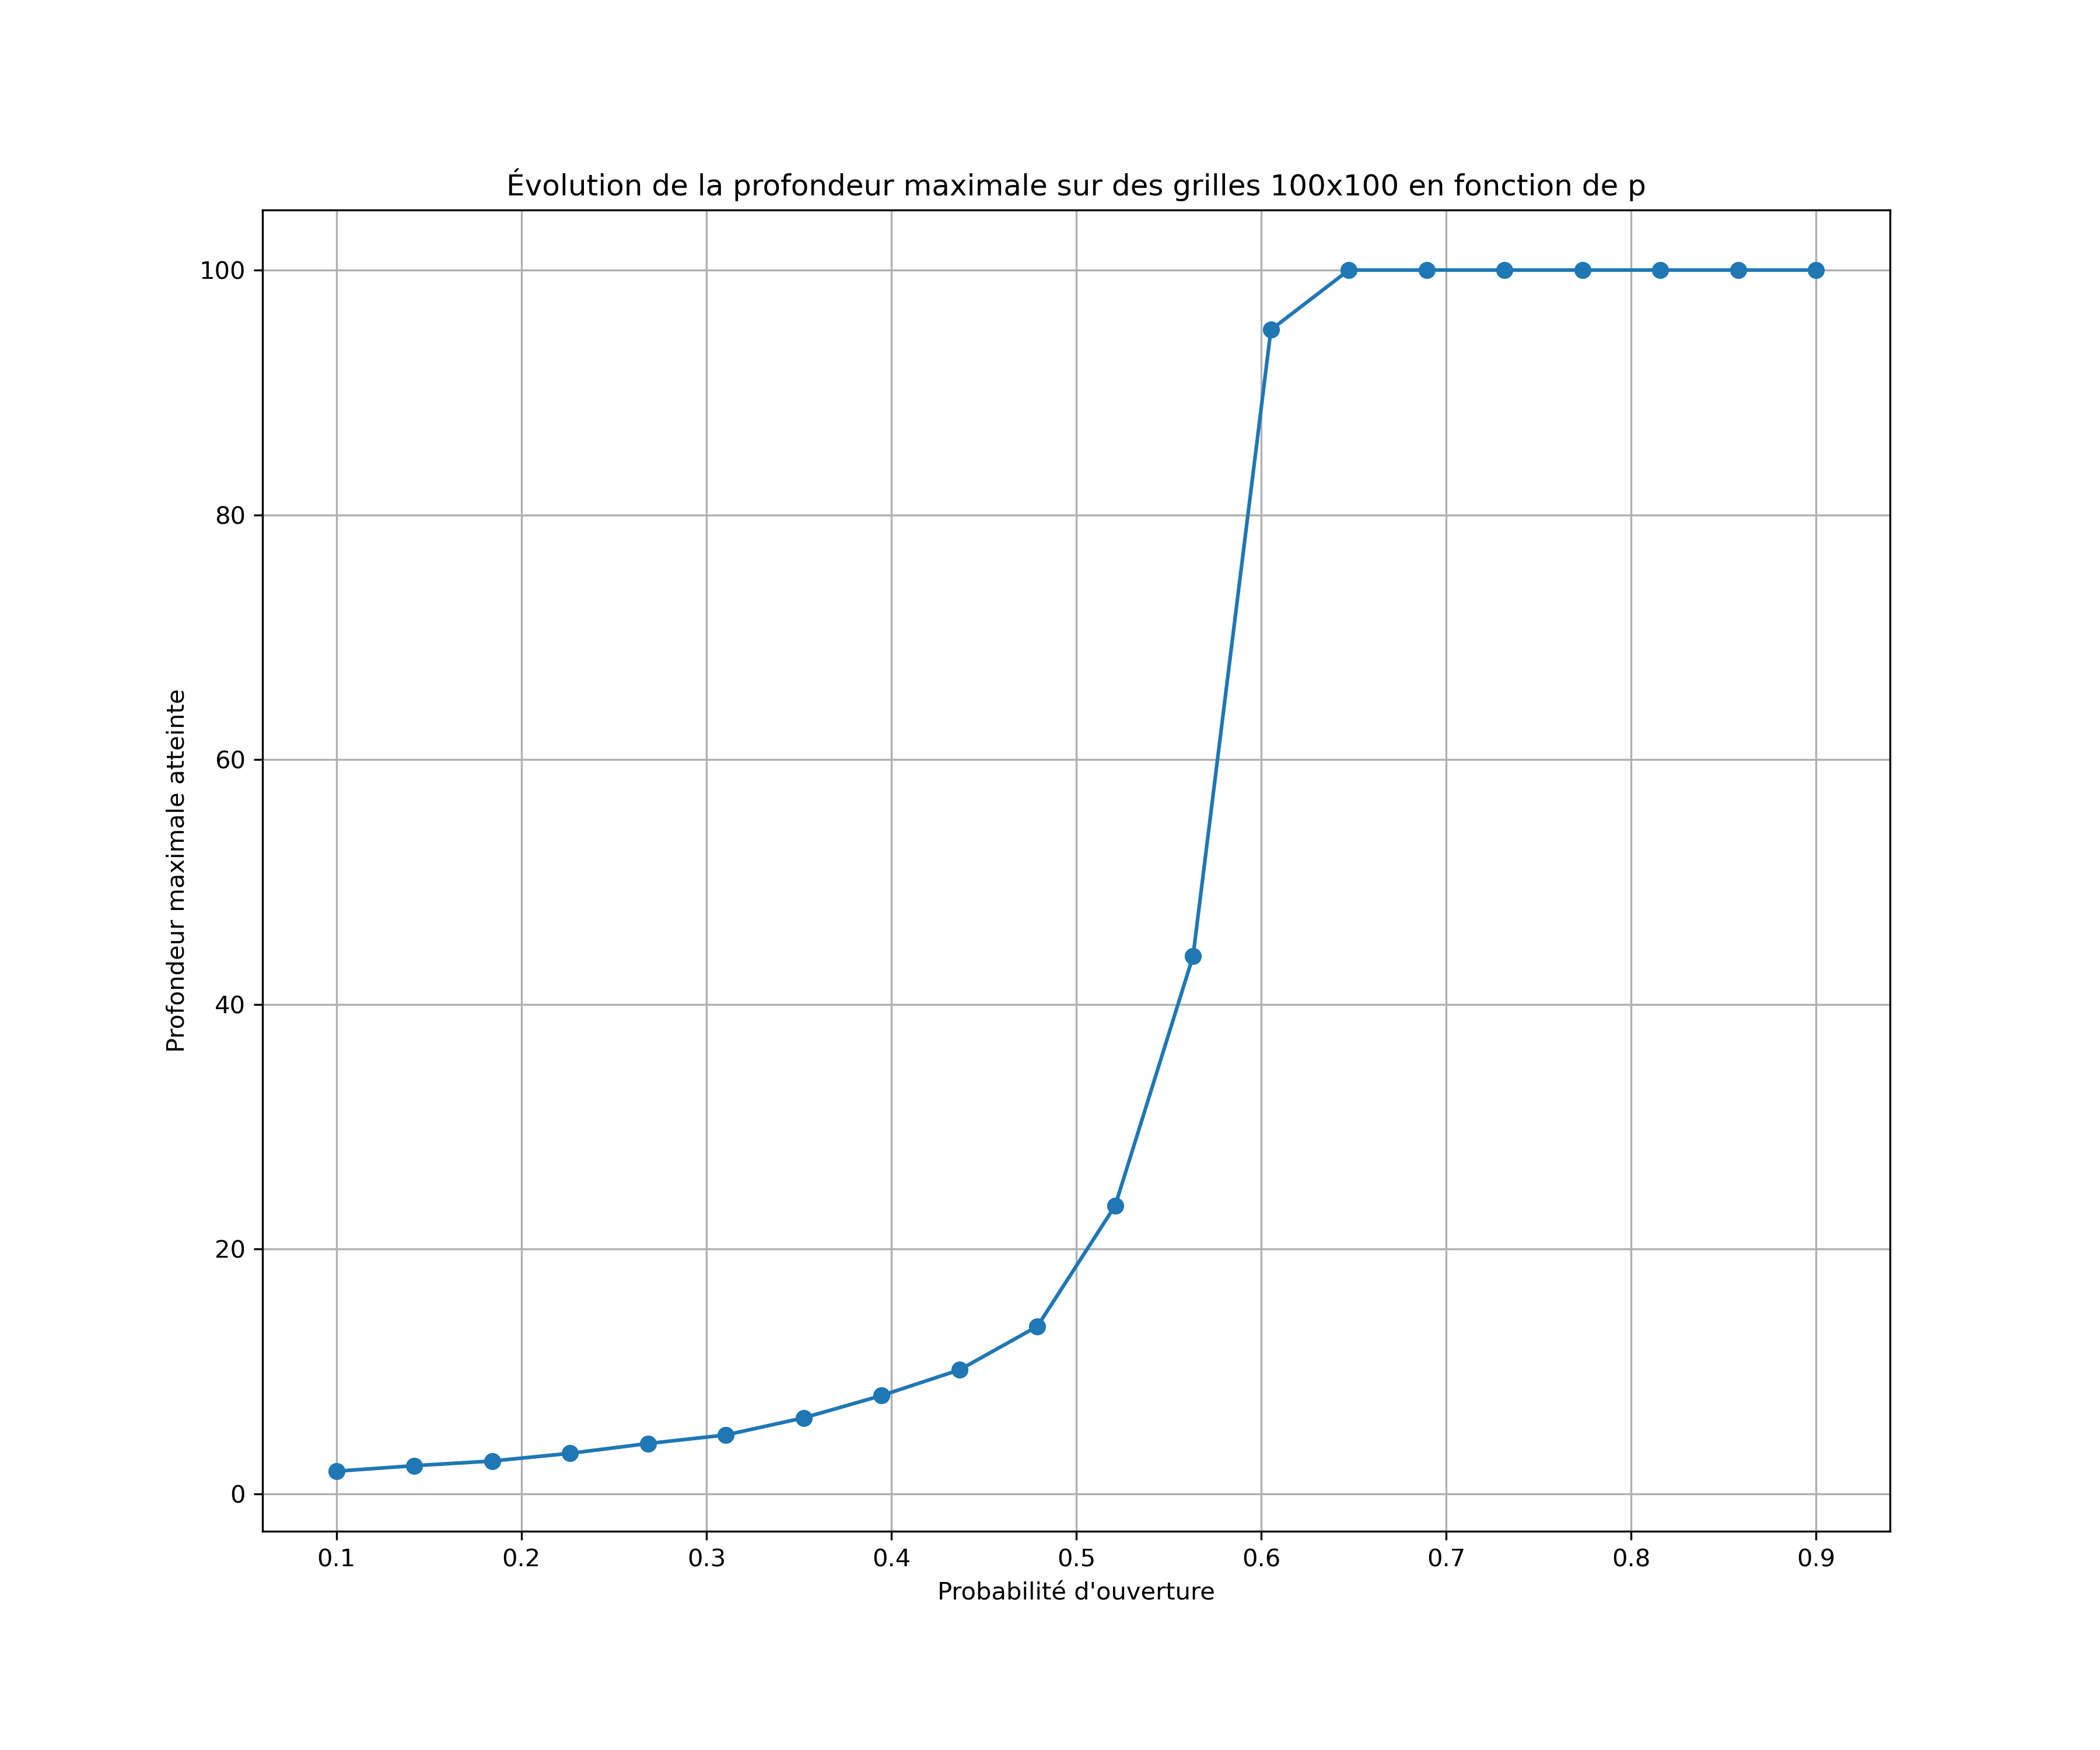 Évolution de la profondeur maximale sur des grilles 100x100 en fonction de p
Profondeur maximale atteinte
100
80
60
40
20
0
0.1 0.2 0.3 0.4 0.5 0.6 0.7 0.8 0.9
Probabilité d'ouverture